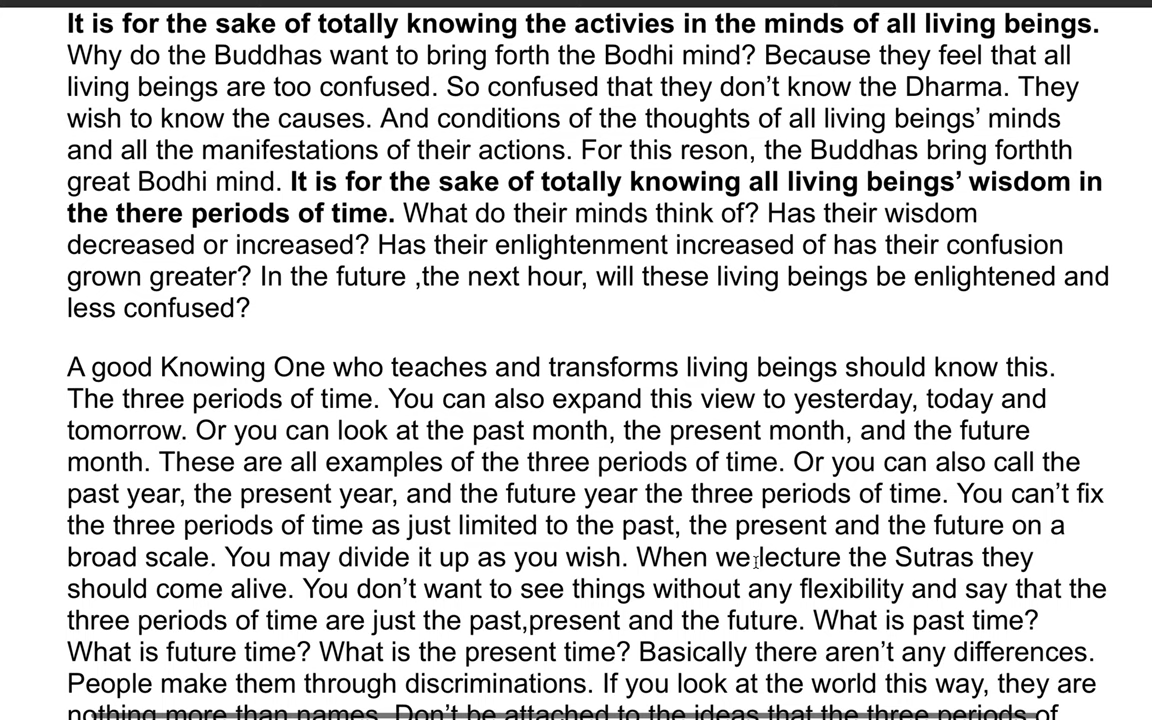 It is for the sake of totally knowing the activies in the minds of all living beings.
Why do the Buddhas want to bring forth the Bodhi mind? Because they feel that all
living beings are too confused. So confused that they don’t know the Dharma. They
wish to know the causes. And conditions of the thoughts of all living beings’ minds
and all the manifestations of their actions. For this reson, the Buddhas bring forthth
great Bodhi mind. It is for the sake of totally knowing all living beings’ wisdom in
the there periods of time. What do their minds think of? Has their wisdom
decreased or increased? Has their enlightenment increased of has their confusion
grown greater? In the future ,the next hour, will these living beings be enlightened and
less confused?
A good Knowing One who teaches and transforms living beings should know this.
The three periods of time. You can also expand this view to yesterday, today and
tomorrow. Or you can look at the past month, the present month, and the future
month. These are all examples of the three periods of time. Or you can also call the
past year, the present year, and the future year the three periods of time. You can’t fix
the three periods of time as just limited to the past, the present and the future on a
broad scale. You may divide it up as you wish. When we lecture the Sutras they
should come alive. You don’t want to see things without any flexibility and say that the
three periods of time are just the past,present and the future. What is past time?
What is future time? What is the present time? Basically there aren’t any differences.
People make them through discriminations. If you look at the world this way, they are
nothing more than names. Don’t be attached to the ideas that the three periods of